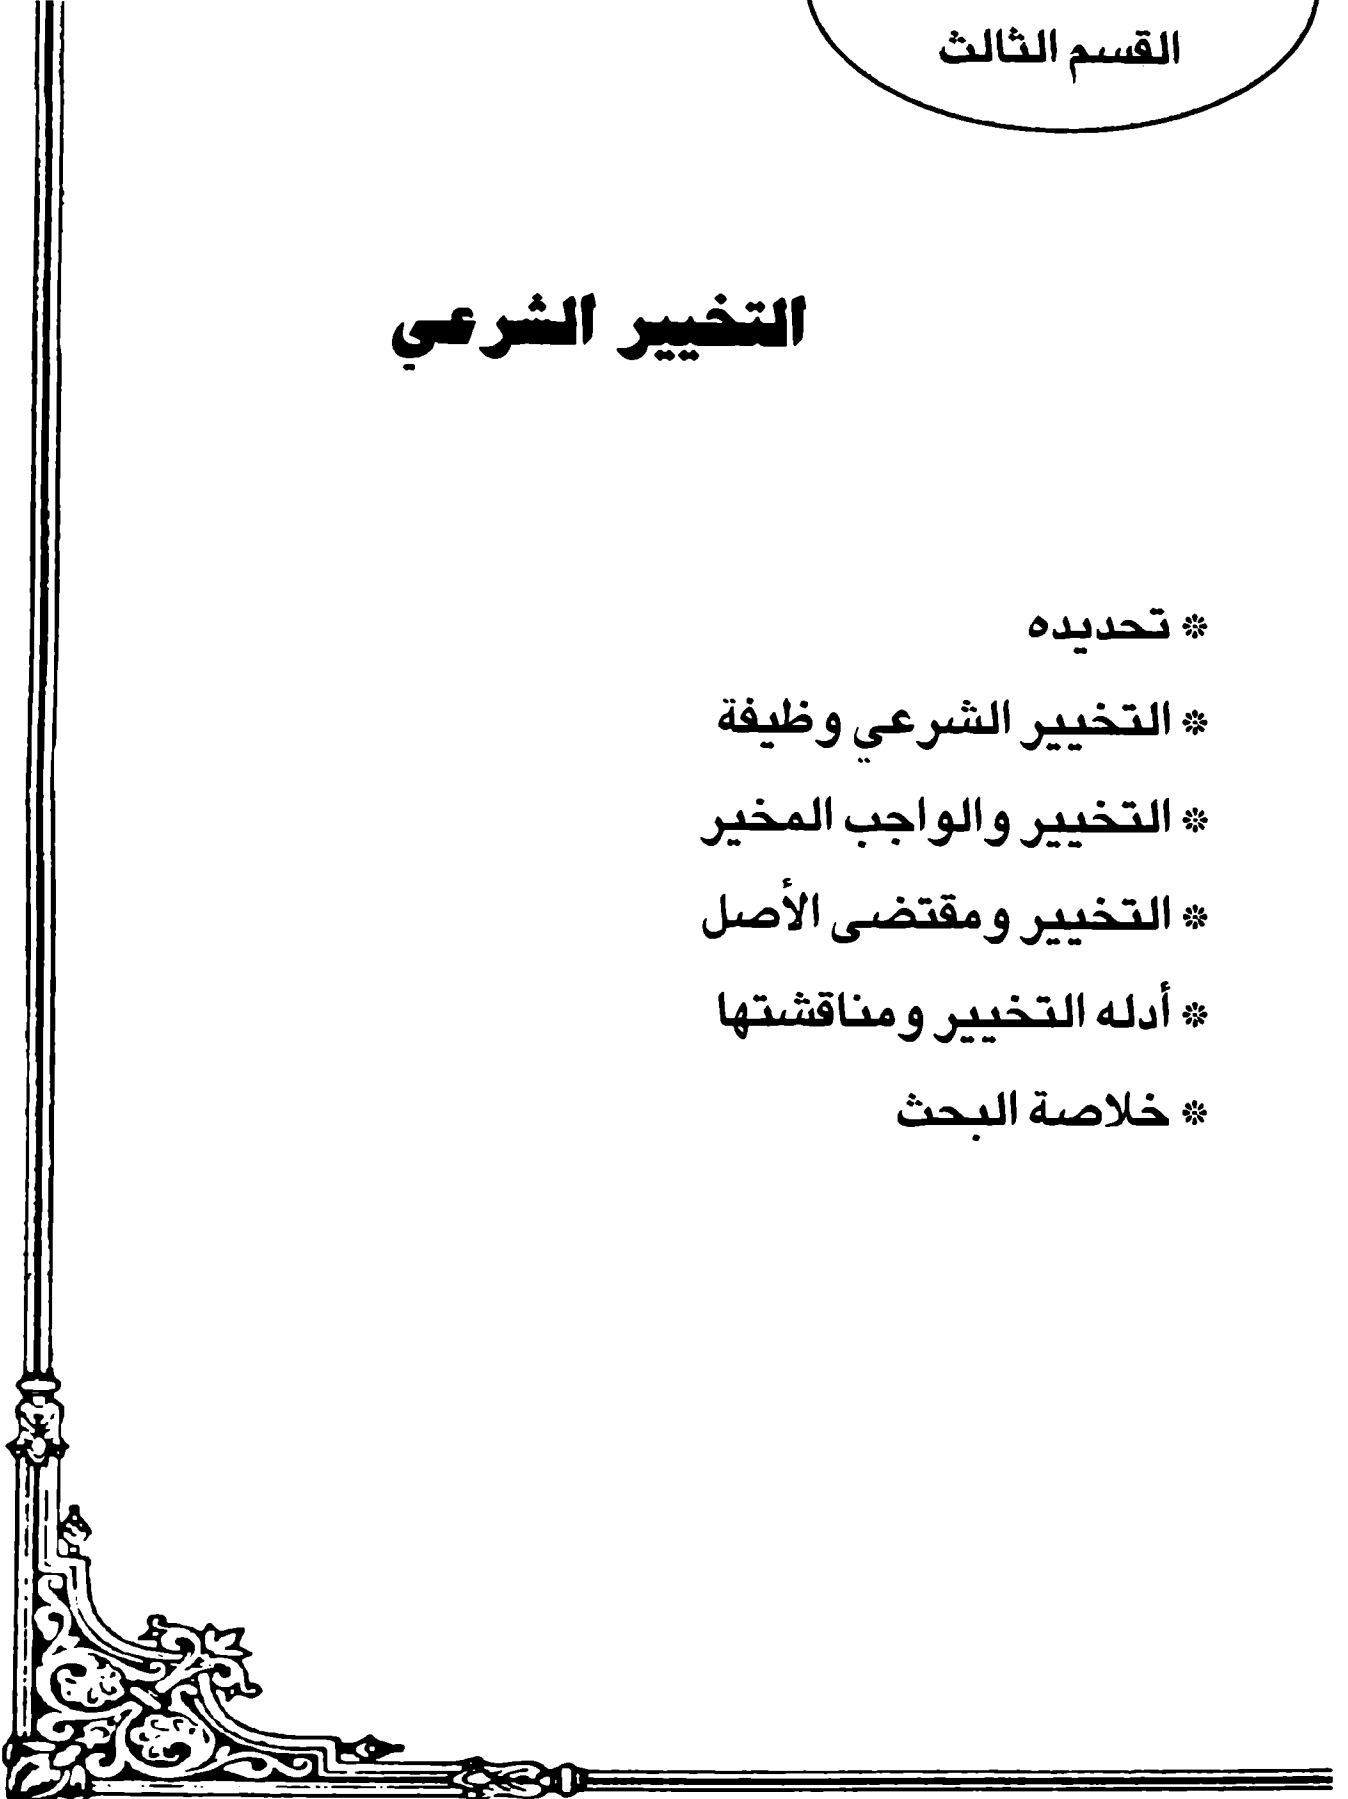 القسم الثالث
التخيير الشرعي
* تحديده
* التخيير الشرعي وظيفة
* التخيير والواجب المخير
* التخيير ومقتضى الأصل
* أدله التخيير ومناقشتها
* خلاصة البحث